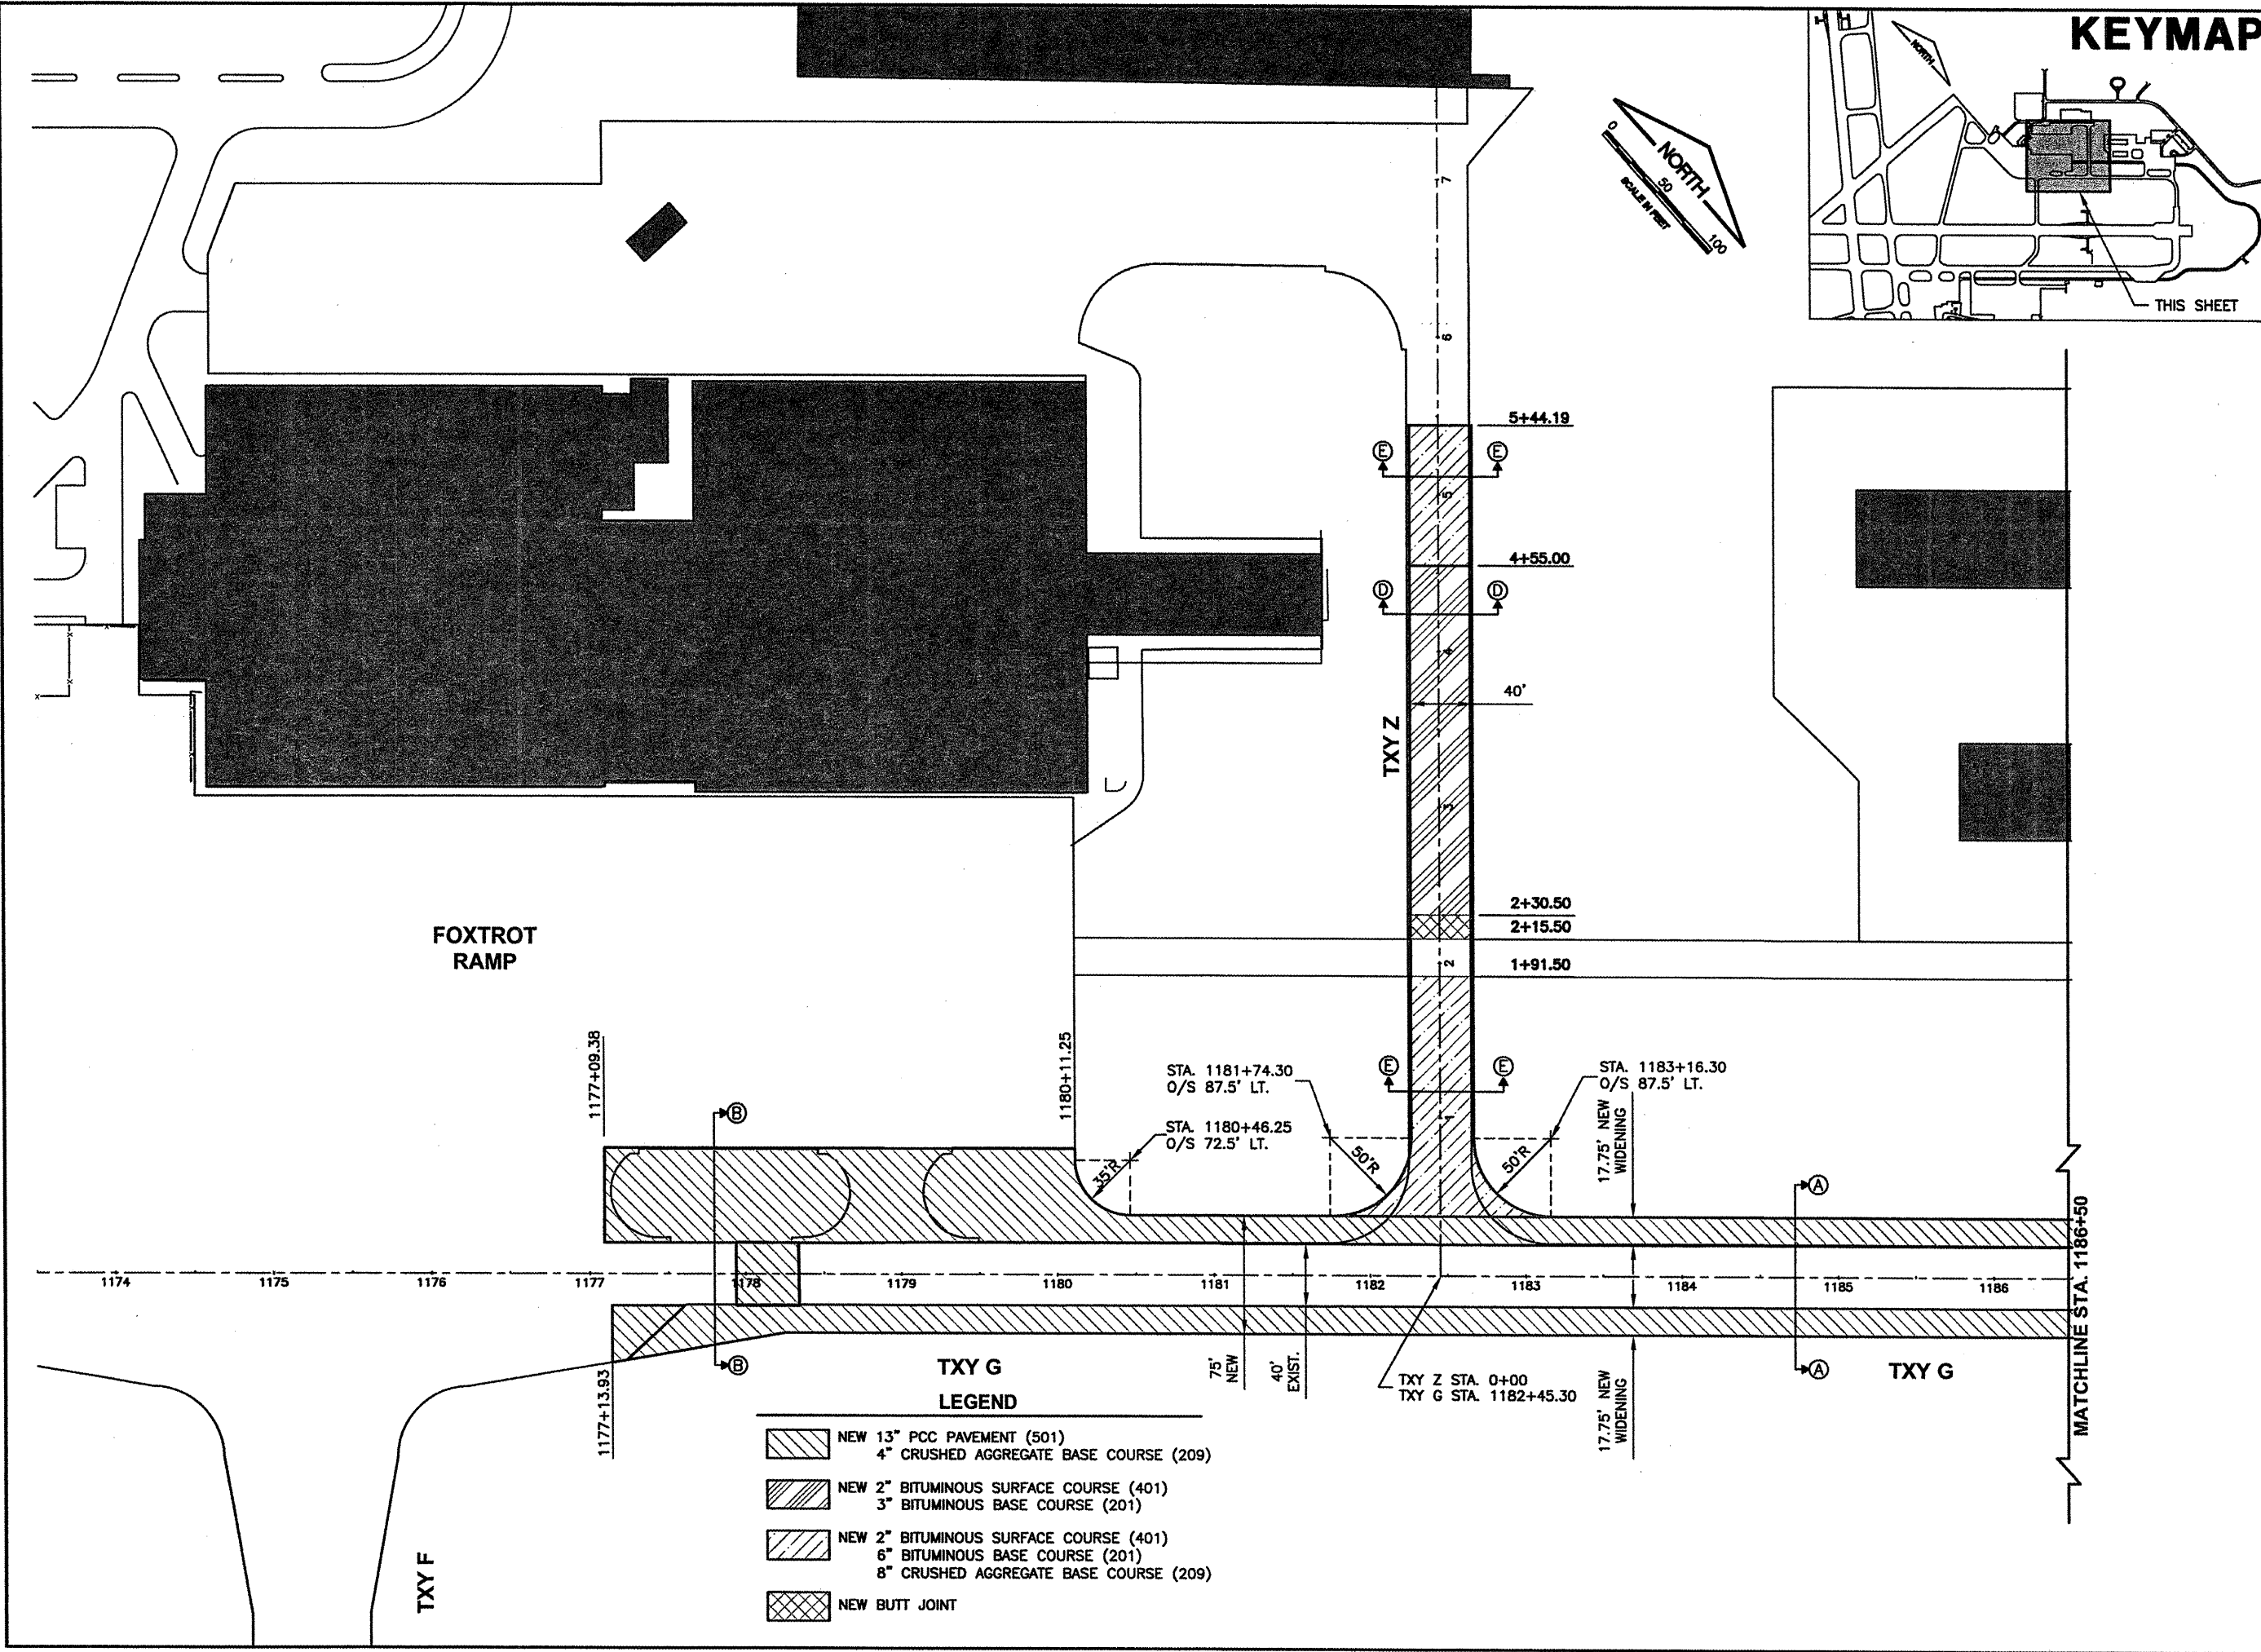 KEYMAP
NORTH
THIS SHEET
NORTH
0
50
100
SCALE IN FEET
7
6
5+44.19
E
E
5
4+55.00
D
D
4
40'
TXY Z
3
2+30.50
2+15.50
2
1+91.50
FOXTROT
RAMP
1177+09.38
1180+11.25
STA. 1181+74.30
O/S 87.5' LT.
E
E
STA. 1183+16.30
O/S 87.5' LT.
B
STA. 1180+46.25
O/S 72.5' LT.
1
35'R
50'R
50'R
17.75' NEW
WIDENING
A
1174
1175
1176
1177
1178
1179
1180
1181
1182
1183
1184
1185
1186
MATCHLINE STA. 1186+50
B
A
1177+13.93
TXY G
75'
NEW
40'
EXIST.
TXY Z STA. 0+00
TXY G STA. 1182+45.30
17.75' NEW
WIDENING
TXY G
LEGEND
NEW 13" PCC PAVEMENT (501)
4" CRUSHED AGGREGATE BASE COURSE (209)
NEW 2" BITUMINOUS SURFACE COURSE (401)
3" BITUMINOUS BASE COURSE (201)
NEW 2" BITUMINOUS SURFACE COURSE (401)
6" BITUMINOUS BASE COURSE (201)
8" CRUSHED AGGREGATE BASE COURSE (209)
NEW BUTT JOINT
TXY F